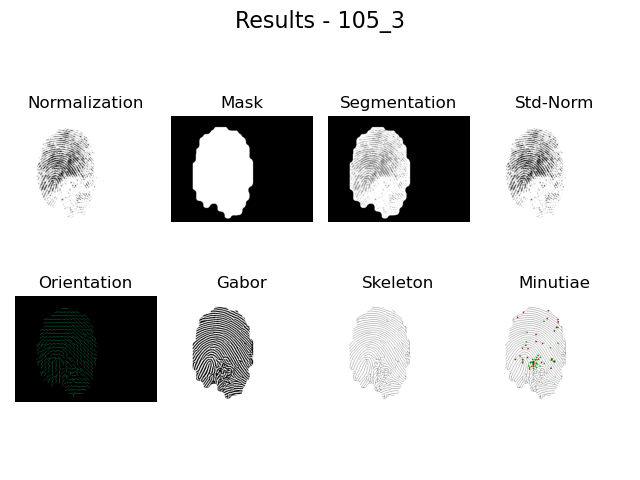 Results - 105_3
Normalization
Mask
Segmentation
Std-Norm
Orientation
Gabor
Skeleton
Minutiae